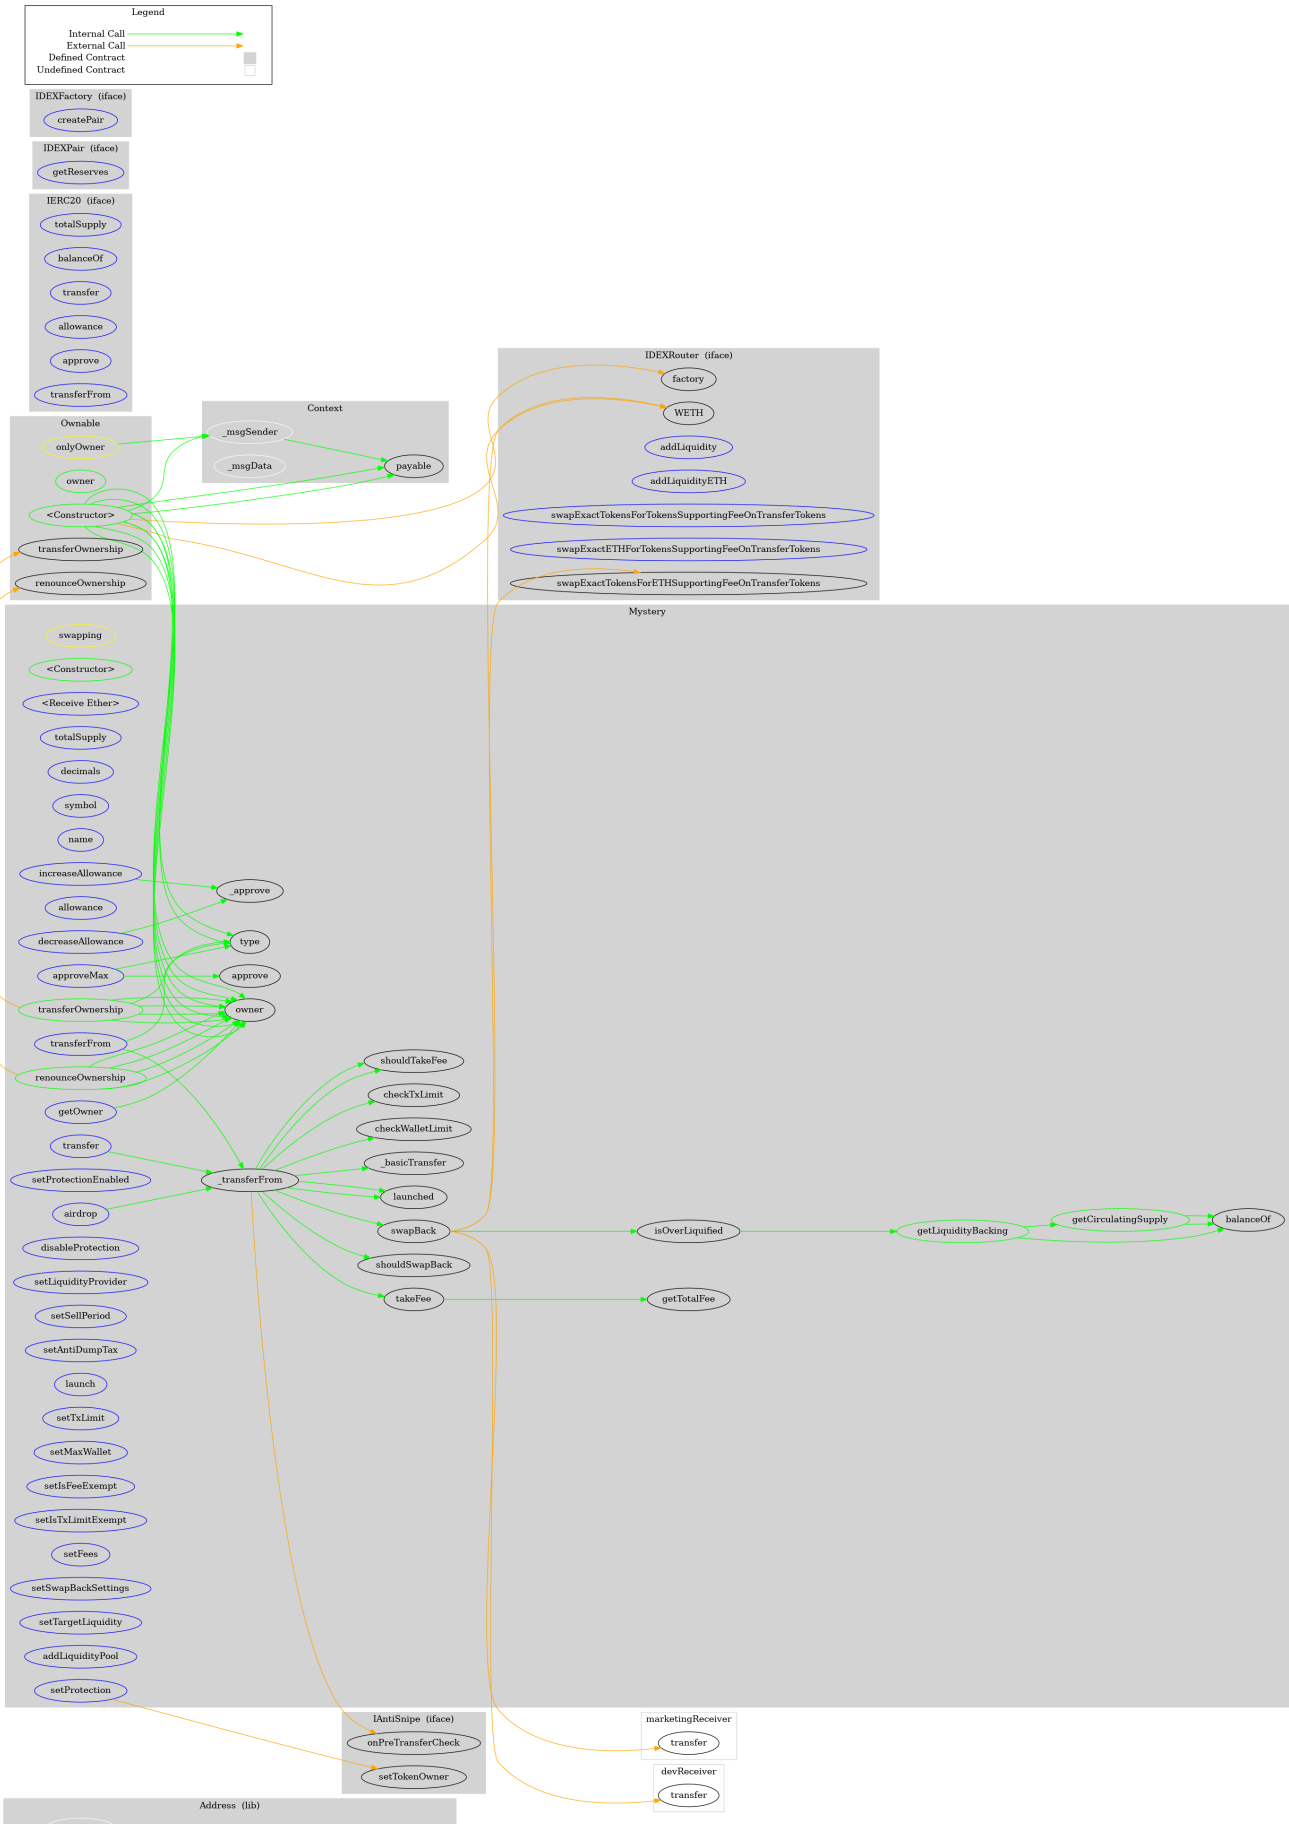 Legend
Internal Call
External Call
Defined Contract
Undefined Contract
IDEXFactory (iface)
createPair
IDEXPair (iface)
getReserves
IERC20 (iface)
totalSupply
balanceOf
transfer
allowance
approve
transferFrom
Ownable
onlyOwner
owner
<Constructor>
transferOwnership
renounceOwnership
Context
_msgSender
_msgData
payable
IDEXRouter (iface)
factory
WETH
addLiquidity
addLiquidityETH
swapExactTokensForTokensSupportingFeeOnTransferTokens
swapExactETHForTokensSupportingFeeOnTransferTokens
swapExactTokensForETHSupportingFeeOnTransferTokens
Mystery
swapping
<Constructor>
<Receive Ether>
totalSupply
decimals
symbol
name
increaseAllowance
allowance
decreaseAllowance
approveMax
transferOwnership
transferFrom
renounceOwnership
getOwner
transfer
setProtectionEnabled
airdrop
disableProtection
setLiquidityProvider
setSellPeriod
setAntiDumpTax
launch
setTxLimit
setMaxWallet
setIsFeeExempt
setIsTxLimitExempt
setFees
setSwapBackSettings
setTargetLiquidity
addLiquidityPool
setProtection
_approve
type
approve
owner
_transferFrom
shouldTakeFee
checkTxLimit
checkWalletLimit
_basicTransfer
launched
swapBack
shouldSwapBack
takeFee
isOverLiquified
getTotalFee
getLiquidityBacking
getCirculatingSupply
balanceOf
IAntiSnipe (iface)
onPreTransferCheck
setTokenOwner
marketingReceiver
transfer
devReceiver
transfer
Address (lib)